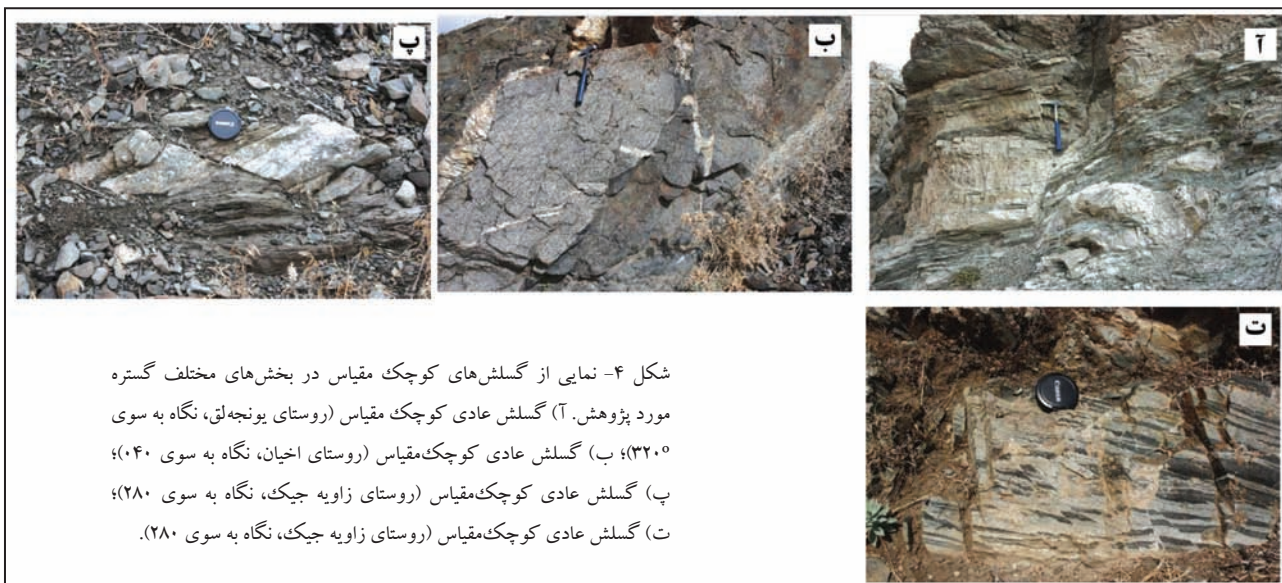 آ
ب
پ
Canon
ت
Canon
شکل ۴- نمایی از گسلش‌های کوچک مقیاس در بخش‌های مختلف گستره
مورد پژوهش. آ) گسلش عادی کوچک مقیاس (روستای یونجه‌لق، نگاه به سوی
۳۲۰°)؛ ب) گسلش عادی کوچک‌مقیاس (روستای اخیان، نگاه به سوی ۰۴۰)؛
پ) گسلش عادی کوچک‌مقیاس (روستای زاویه جیک، نگاه به سوی ۲۸۰)؛
ت) گسلش عادی کوچک‌مقیاس (روستای زاویه جیک، نگاه به سوی ۲۸۰).